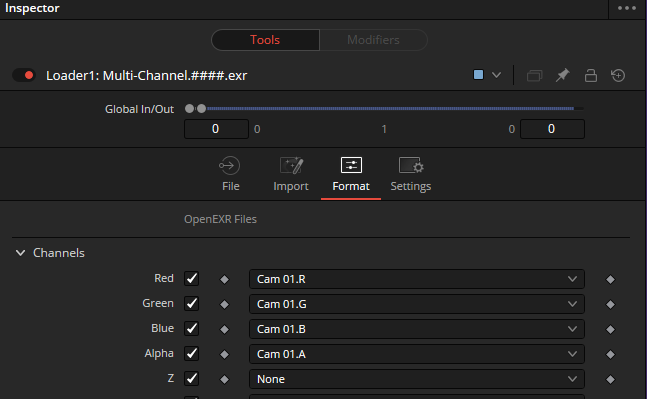 Inspector
Tools Modifiers
Loader1: Multi-Channel.####.exr
Global In/Out
0 0 1 0 0
File Import Format Settings
OpenEXR Files
Channels
Red Cam 01.R
Green Cam 01.G
Blue Cam 01.B
Alpha Cam 01.A
Z None